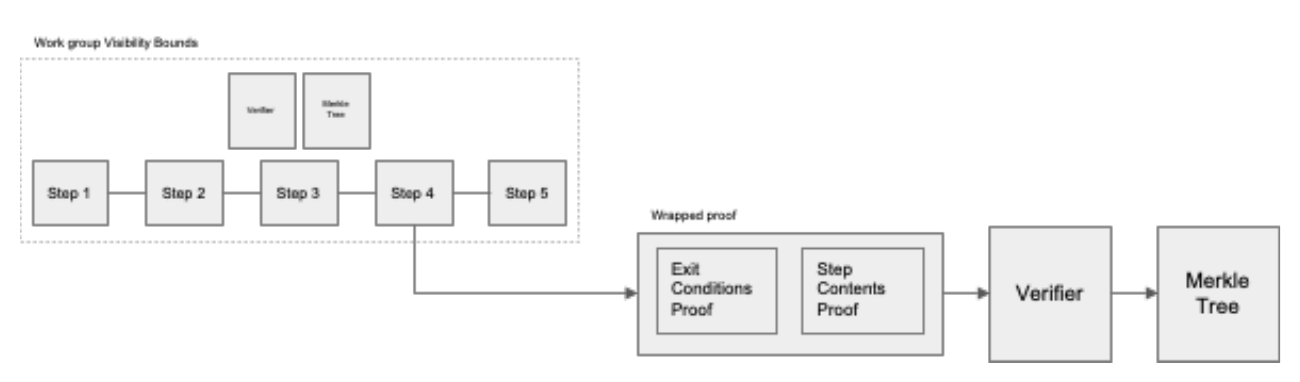 Work group Visibility Bounds
Verifier
Merkle
Tree
Step 1
Step 2
Step 3
Step 4
Step 5
Wrapped proof
Exit
Conditions
Proof
Step
Contents
Proof
Verifier
Merkle
Tree